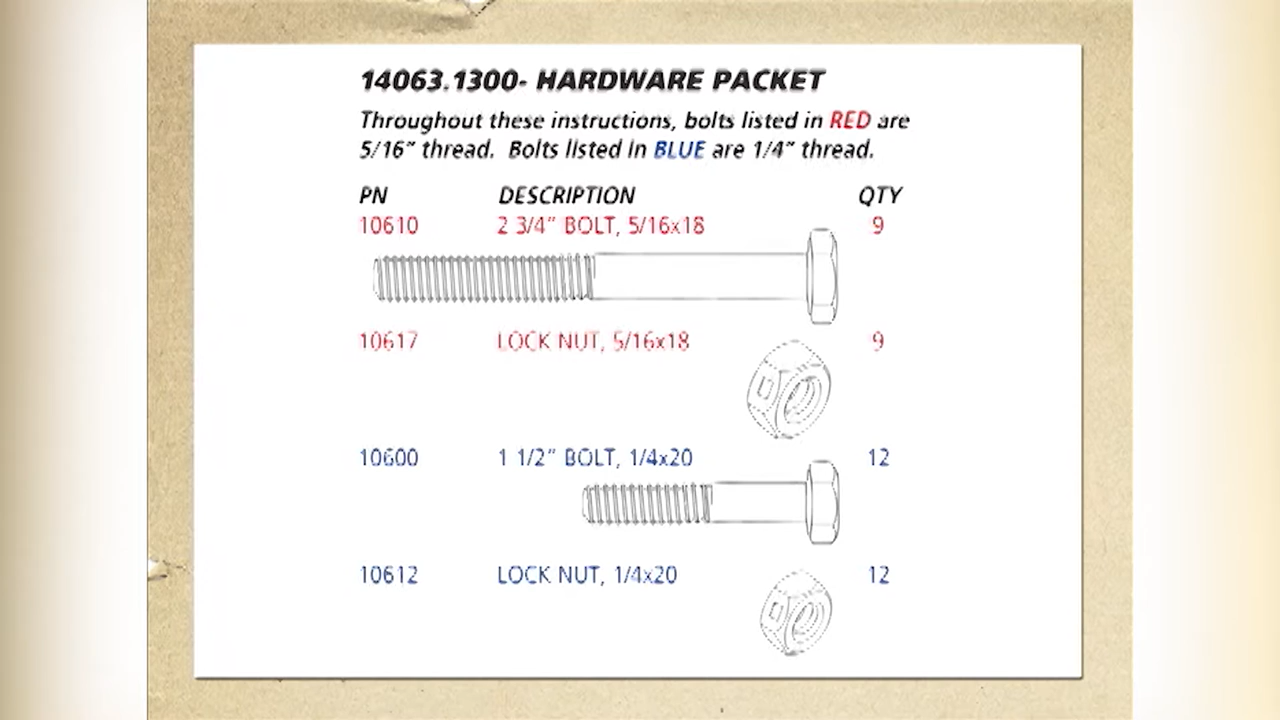 14063.1300- HARDWARE PACKET
Throughout these instructions, bolts listed in RED are
5/16" thread. Bolts listed in BLUE are 1/4" thread.
PN DESCRIPTION QTY
10610 2 3/4" BOLT, 5/16x18 9
10617 LOCK NUT, 5/16x18 9
10600 1 1/2" BOLT, 1/4x20 12
10612 LOCK NUT, 1/4x20 12